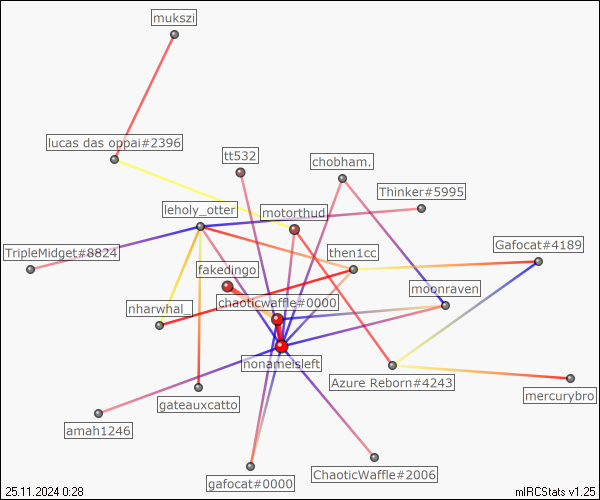 mukszi
lucas das oppai#2396
tt532
chobham.
Thinker#5995
leholy_otter
motorthud
TripleMidget#8824
then1cc
Gafocat#4189
fakedingo
moonraven
chaoticwaffle#0000
nharwhal_
nonameisleft
Azure Reborn#4243
mercurybro
gateauxcatto
amah1246
ChaoticWaffle#2006
gafocat#0000
25.11.2024 0:28
mIRCStats v1.25